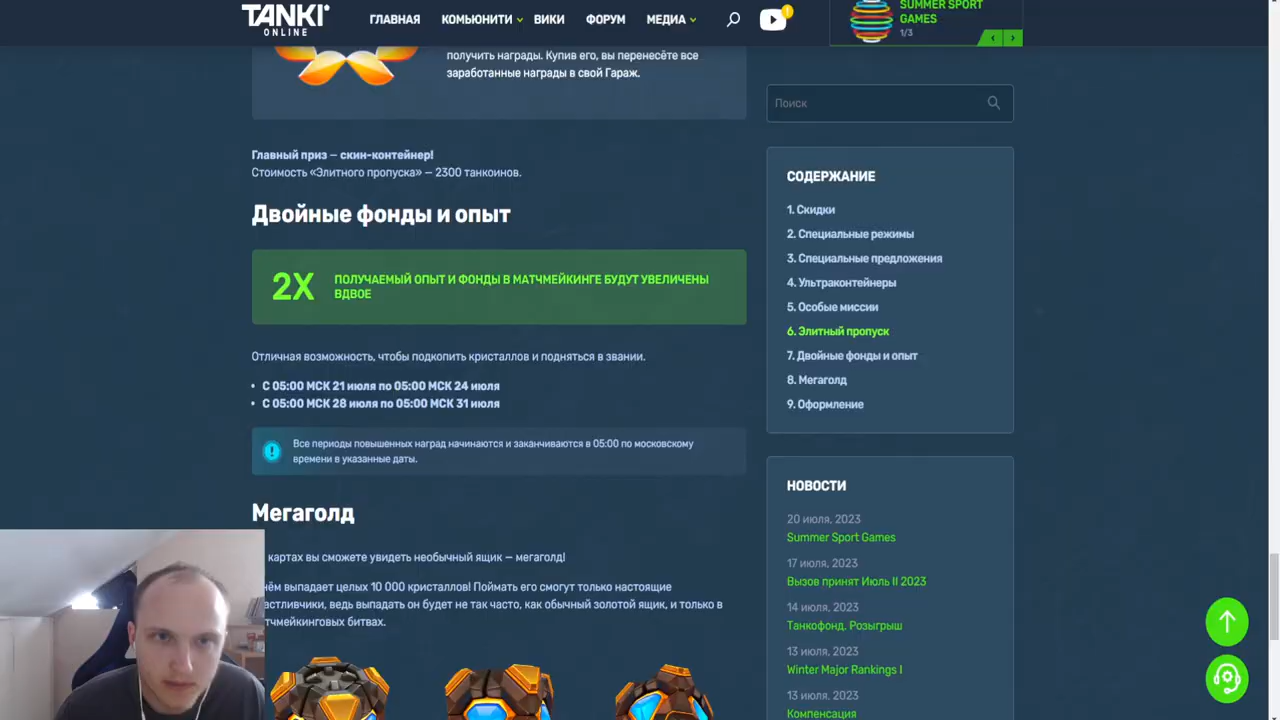 TANKI
ONLINE
ГЛАВНАЯ
КОМЬЮНИТИ
ВИКИ
ФОРУМ
МЕДИА
!
SUMMER SPORT
GAMES
1/3
получить награды. Купив его, вы перенесёте все
заработанные награды в свой Гараж.
Главный приз — скин-контейнер!
Стоимость «Элитного пропуска» — 2300 танкоинов.
Двойные фонды и опыт
2X
ПОЛУЧАЕМЫЙ ОПЫТ И ФОНДЫ В МАТЧМЕЙКИНГЕ БУДУТ УВЕЛИЧЕНЫ
ВДВОЕ
Отличная возможность, чтобы подкопить кристаллов и подняться в звании.
• С 05:00 МСК 21 июля по 05:00 МСК 24 июля
• С 05:00 МСК 28 июля по 05:00 МСК 31 июля
Все периоды повышенных наград начинаются и заканчиваются в 05:00 по московскому
времени в указанные даты.
Мегаголд
картах вы сможете увидеть необычный ящик — мегаголд!
нём выпадает целых 10 000 кристаллов! Поймать его смогут только настоящие
астливчики, ведь выпадать он будет не так часто, как обычный золотой ящик, и только в
тчмейкинговых битвах.
Поиск
СОДЕРЖАНИЕ
1. Скидки
2. Специальные режимы
3. Специальные предложения
4. Ультраконтейнеры
5. Особые миссии
6. Элитный пропуск
7. Двойные фонды и опыт
8. Мегаголд
9. Оформление
НОВОСТИ
20 июля, 2023
Summer Sport Games
17 июля, 2023
Вызов принят Июль II 2023
14 июля, 2023
Танкофонд. Розыгрыш
13 июля, 2023
Winter Major Rankings I
13 июля, 2023
Компенсация